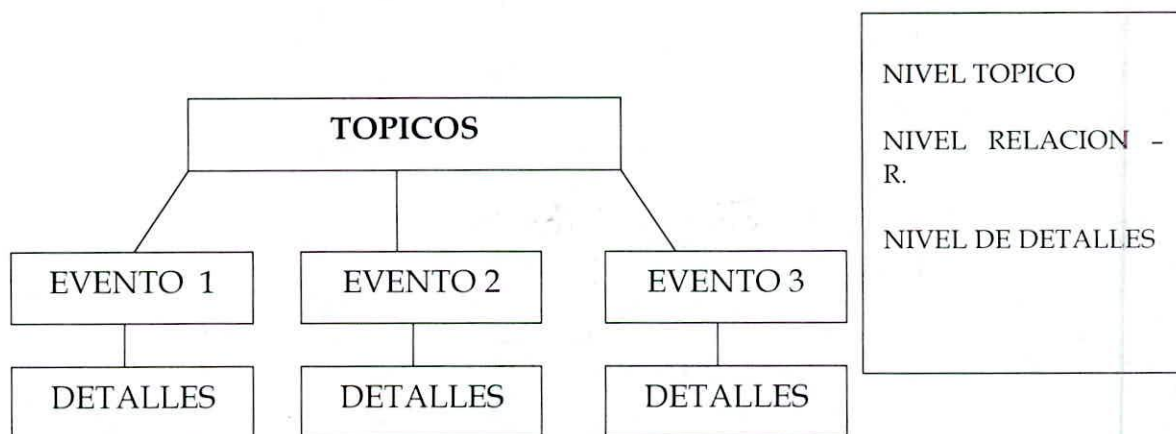 TOPICOS
EVENTO 1
EVENTO 2
EVENTO 3
DETALLES
DETALLES
DETALLES
NIVEL TOPICO
NIVEL RELACION –
R.
NIVEL DE DETALLES